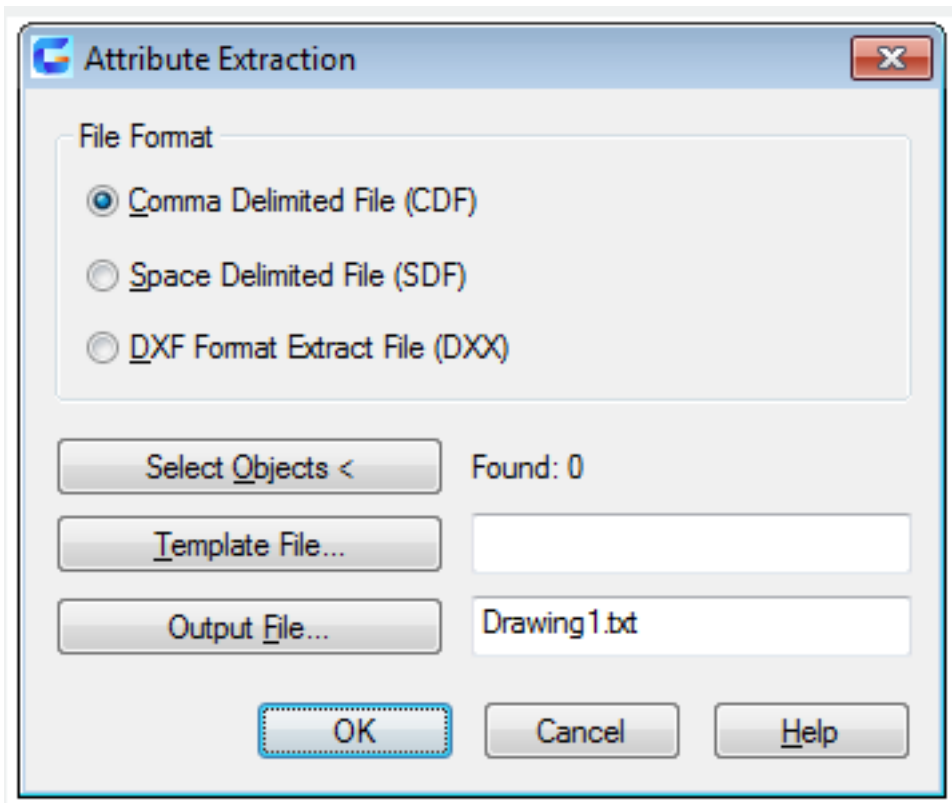 Attribute Extraction
File Format
Comma Delimited File (CDF)
Space Delimited File (SDF)
DXF Format Extract File (DXX)
Select Objects < Found: 0
Template File...
Output File... Drawing1.txt
OK Cancel Help